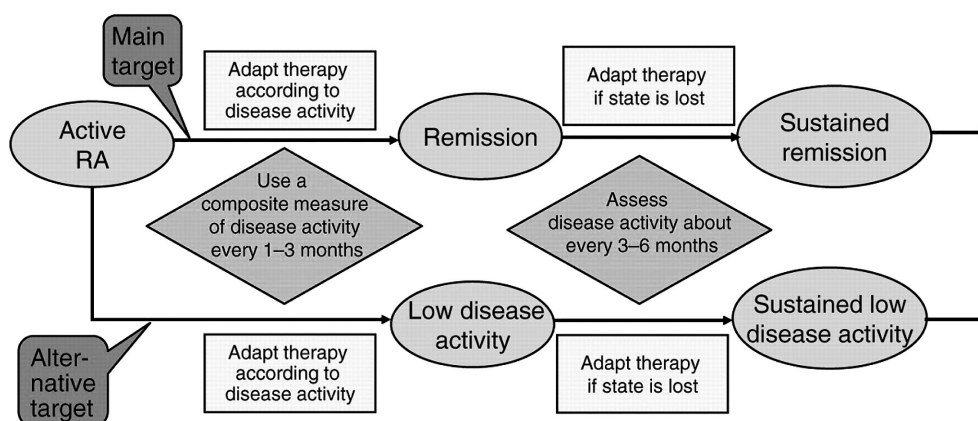 Main
target
Adapt therapy
according to
disease activity
Adapt therapy
if state is lost
Active
RA
Remission
Sustained
remission
Use a
composite measure
of disease activity
every 1–3 months
Assess
disease activity about
every 3–6 months
Low disease
activity
Sustained low
disease activity
Alter-
native
target
Adapt therapy
according to
disease activity
Adapt therapy
if state is lost